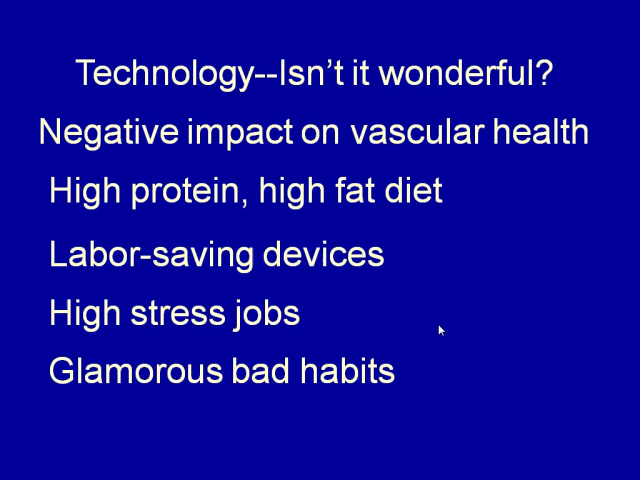 Technology--Isn’t it wonderful?
Negative impact on vascular health
High protein, high fat diet
Labor-saving devices
High stress jobs
Glamorous bad habits